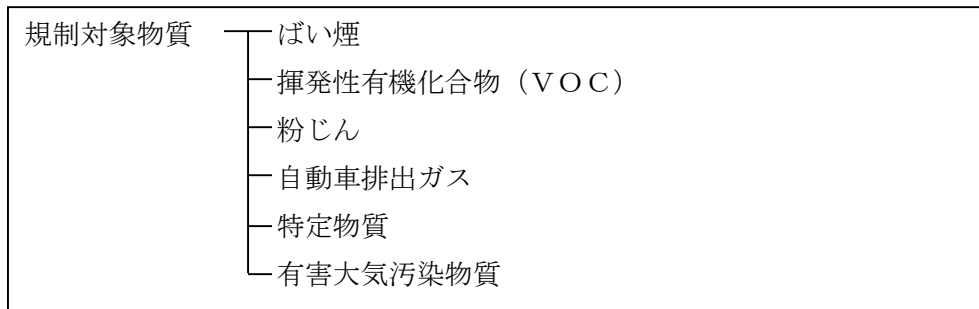 規制対象物質 ばい煙
揮発性有機化合物（ＶＯＣ）
粉じん
自動車排出ガス
特定物質
有害大気汚染物質